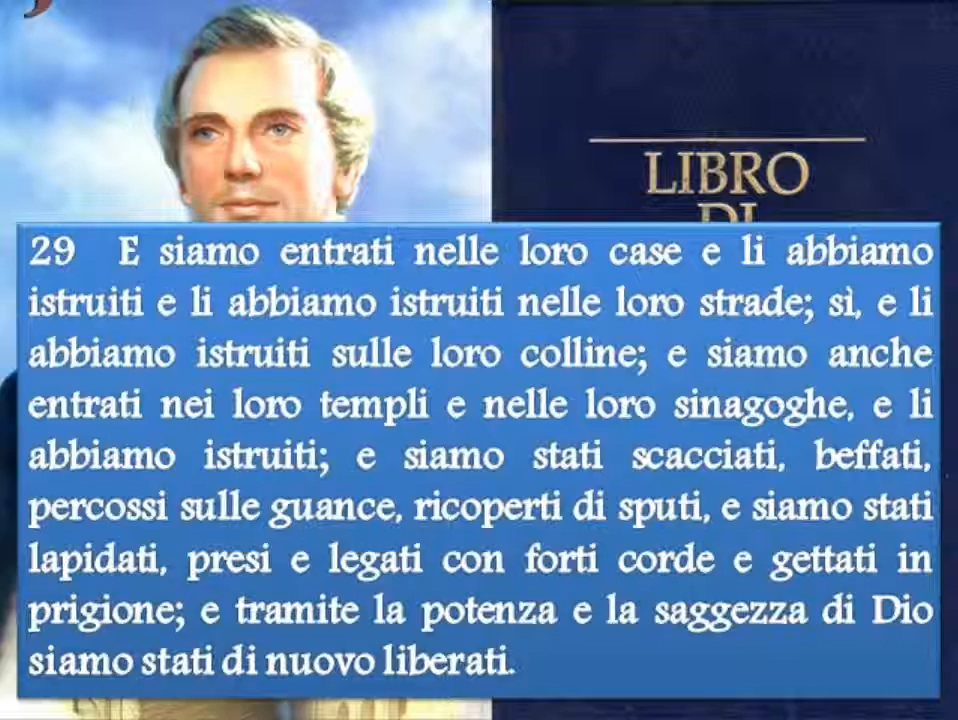 LIBRO
DI
29 E siamo entrati nelle loro case e li abbiamo
istruiti e li abbiamo istruiti nelle loro strade; sì, e li
abbiamo istruiti sulle loro colline; e siamo anche
entrati nei loro templi e nelle loro sinagoghe, e li
abbiamo istruiti; e siamo stati scacciati, beffati,
percossi sulle guance, ricoperti di sputi, e siamo stati
lapidati, presi e legati con forti corde e gettati in
prigione; e tramite la potenza e la saggezza di Dio
siamo stati di nuovo liberati.